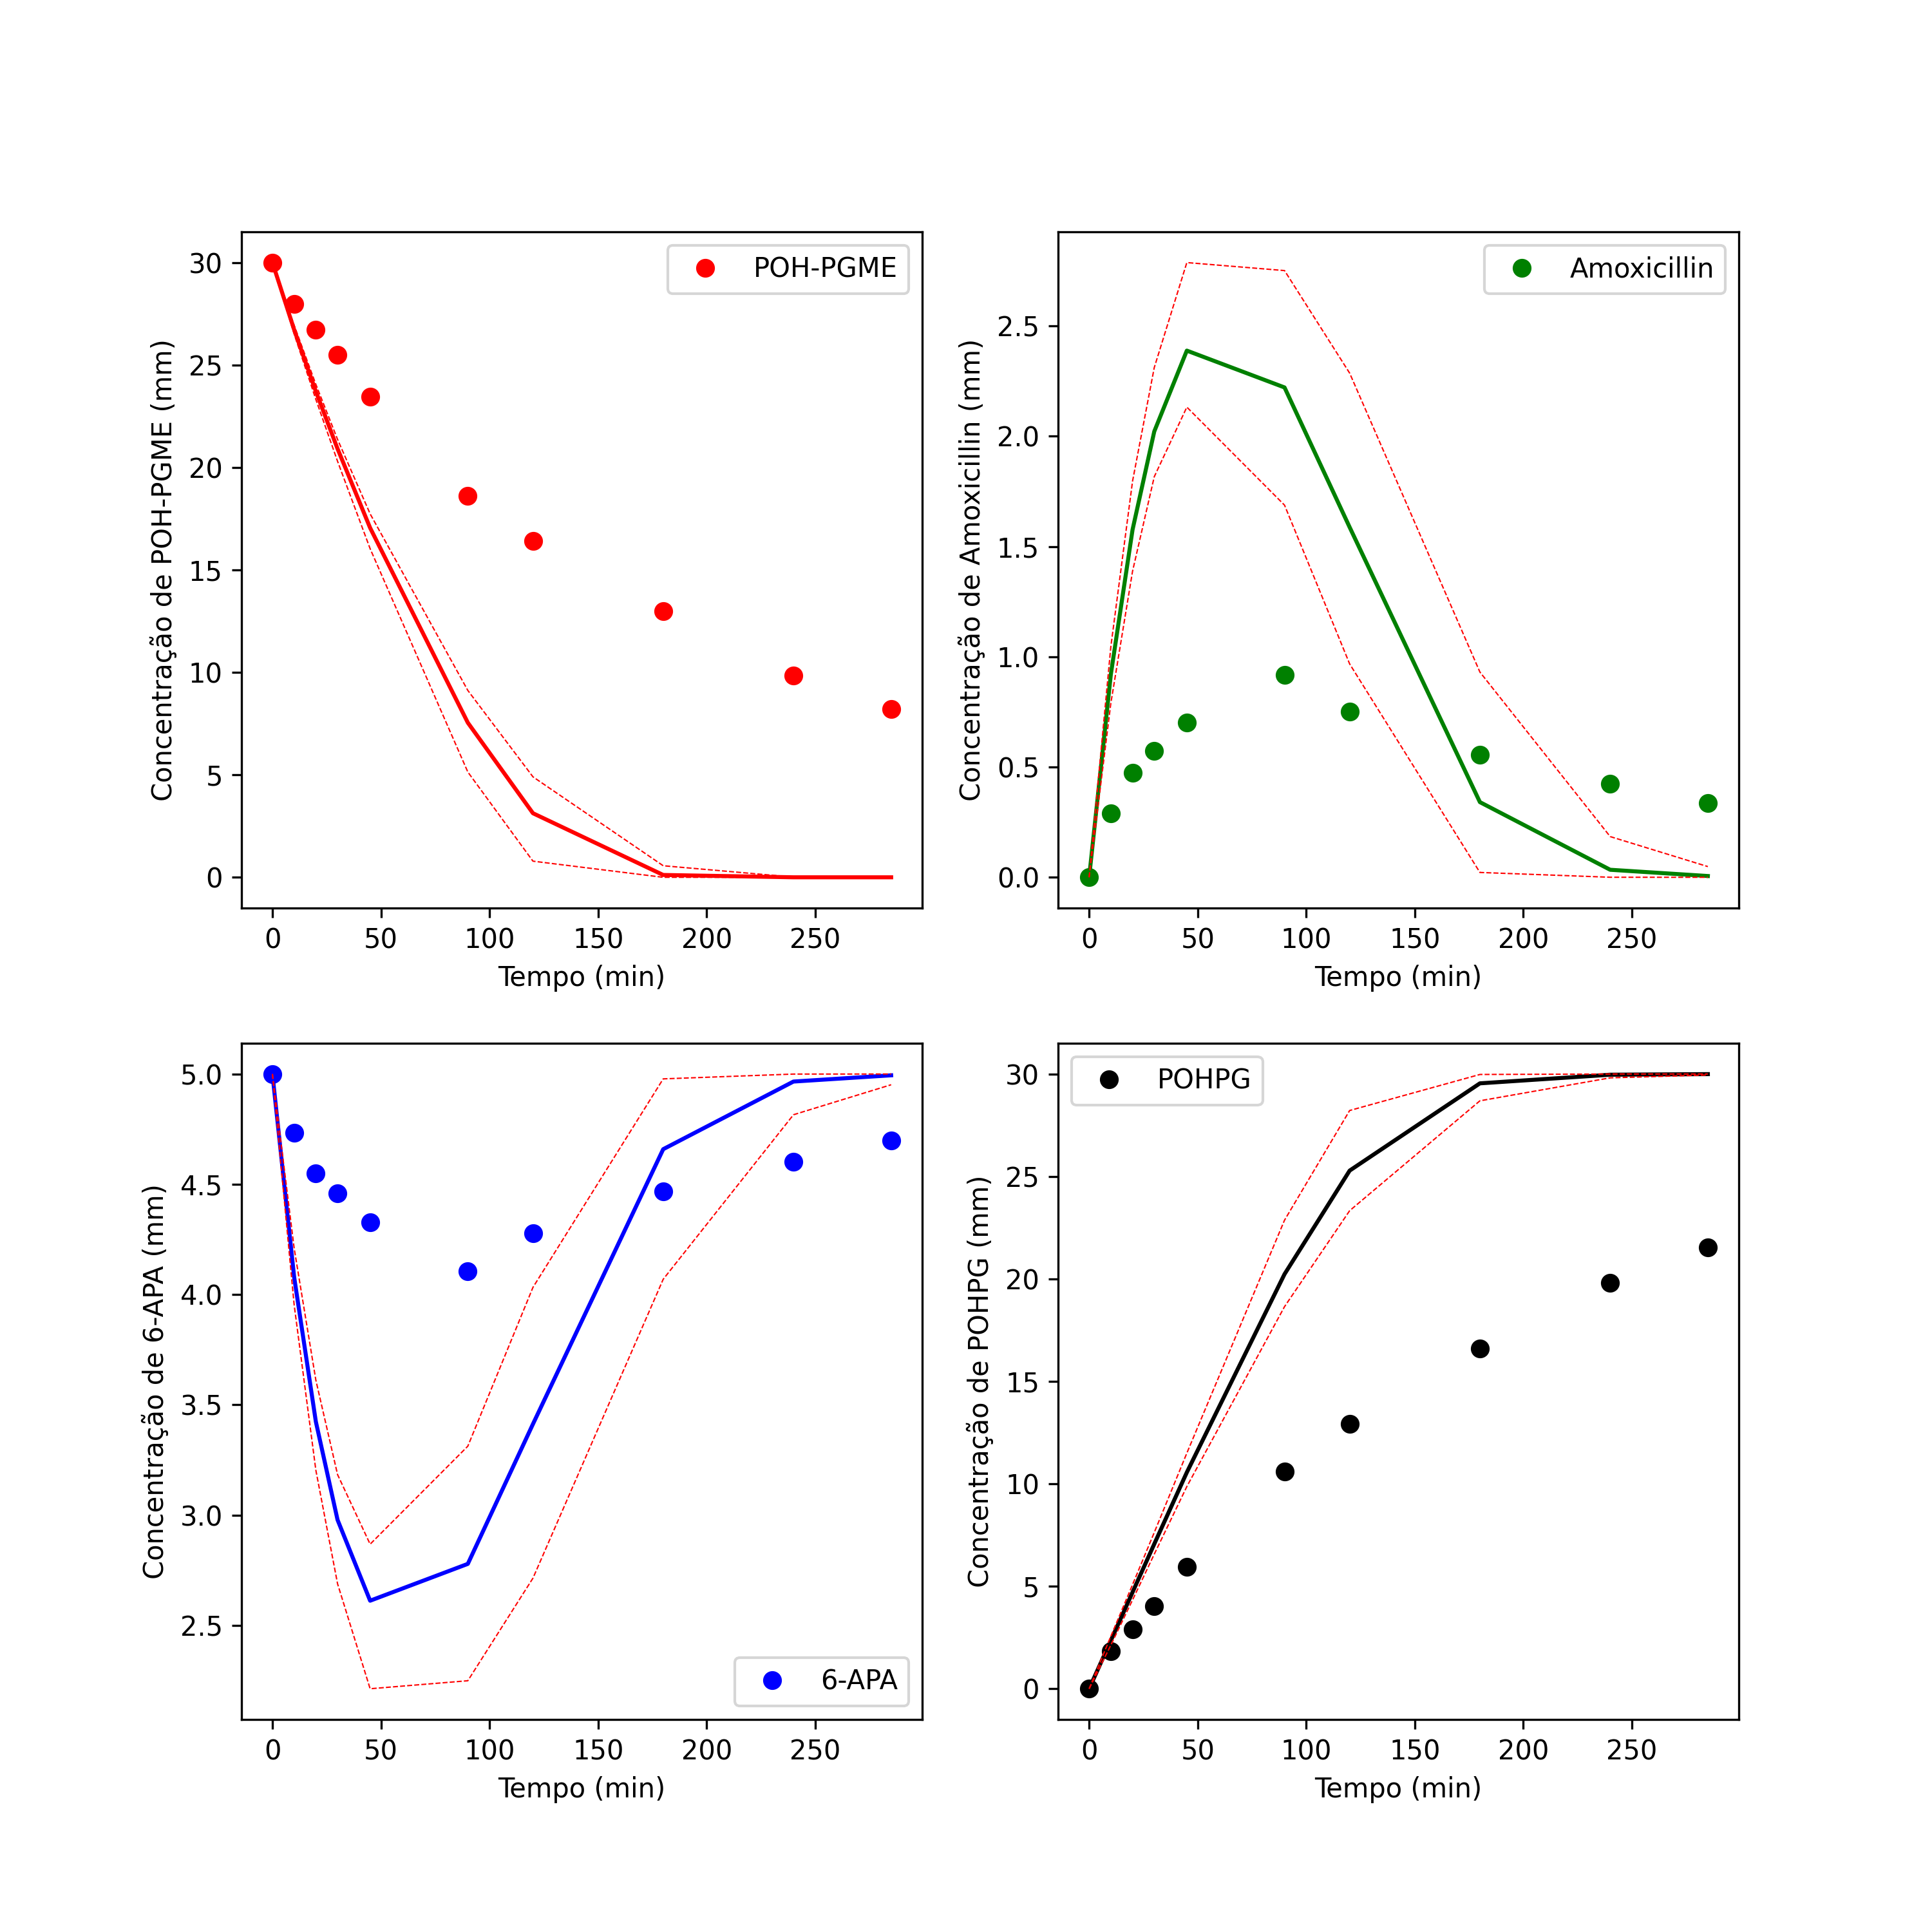 POH-PGME
Concentração de POH-PGME (mm)
30
25
20
15
10
5
0
0 50 100 150 200 250
Tempo (min)
Amoxicillin
Concentração de Amoxicillin (mm)
2.5
2.0
1.5
1.0
0.5
0.0
0 50 100 150 200 250
Tempo (min)
Concentração de 6-APA (mm)
5.0
4.5
4.0
3.5
3.0
2.5
6-APA
0 50 100 150 200 250
Tempo (min)
POHPG
Concentração de POHPG (mm)
30
25
20
15
10
5
0
0 50 100 150 200 250
Tempo (min)